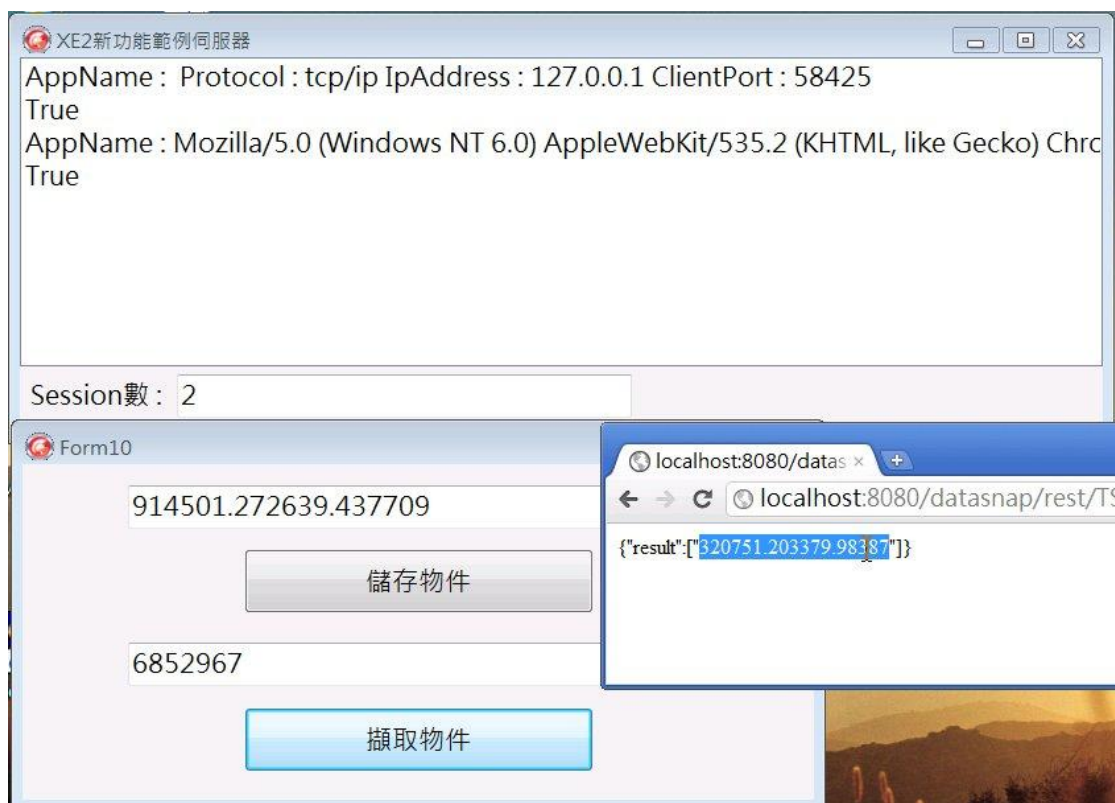 XE2新功能範例伺服器
AppName :  Protocol : tcp/ip IpAddress : 127.0.0.1 ClientPort : 58425
True
AppName : Mozilla/5.0 (Windows NT 6.0) AppleWebKit/535.2 (KHTML, like Gecko) Chrc
True
Session數 : 2
Form10
914501.272639.437709
儲存物件
6852967
擷取物件
localhost:8080/datas
localhost:8080/datasnap/rest/TS
{"result":["320751.203379.98387"]}